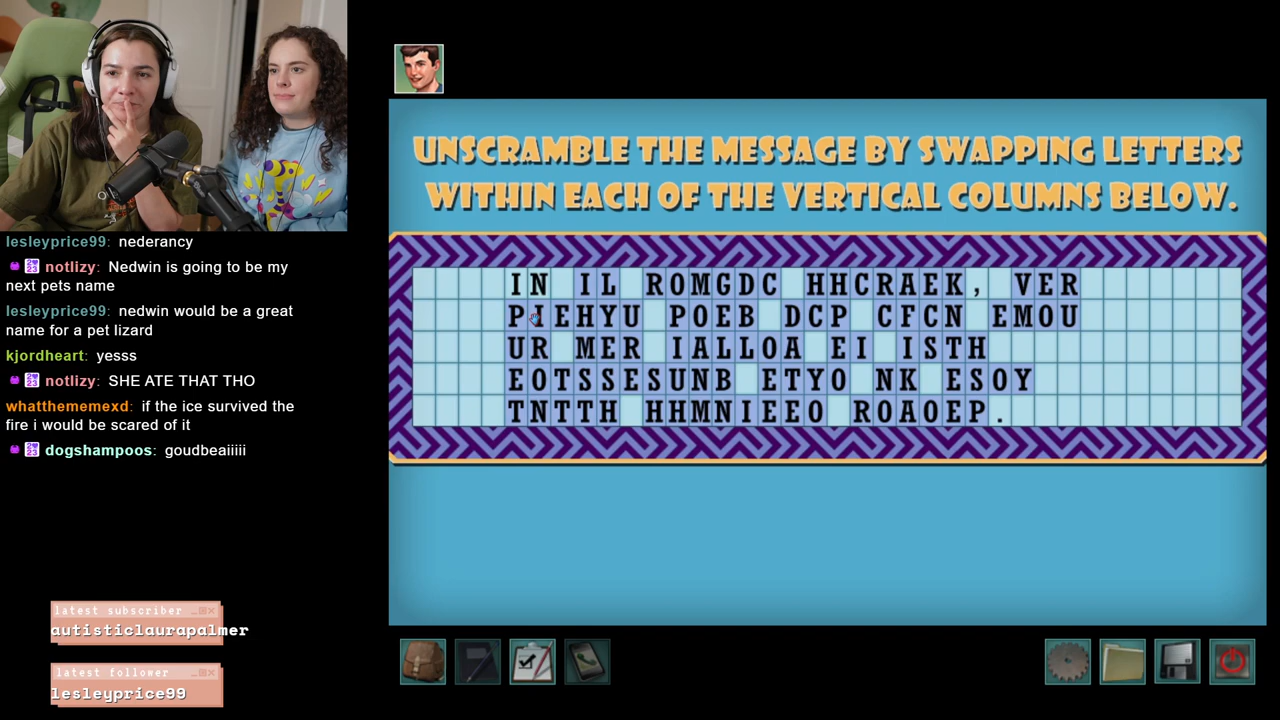 UNSCRAMBLE THE MESSAGE BY SWAPPING LETTERS
WITHIN EACH OF THE VERTICAL COLUMNS BELOW.
IN IL ROMGDC HHCRAEK, VER
PIEHYU POEB DCP CFCN EMOU
UR MER IALLOA EI ISTH
EOTSSESUNB ETYO NK ESOY
TNTTH HHMNIEEO ROAOEP.
lesleyprice99: nederancy
notlizy: Nedwin is going to be my
next pets name
lesleyprice99: nedwin would be a great
name for a pet lizard
kjordheart: yesss
notlizy: SHE ATE THAT THO
whatthememexd: if the ice survived the
fire i would be scared of it
dogshampoos: goudbeaiiiii
latest subscriber
autisticlaurapalmer
latest follower
lesleyprice99